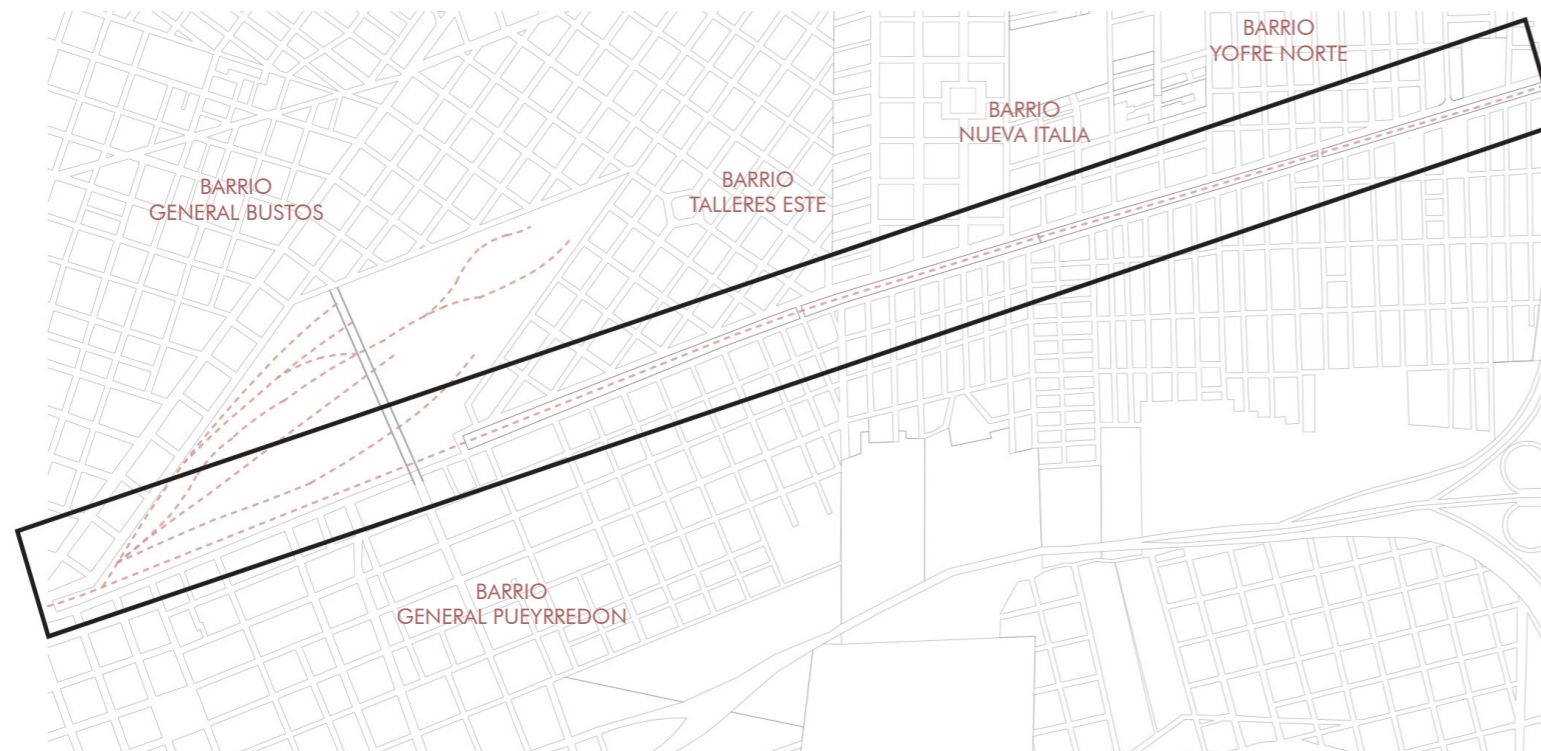 BARRIO
YOFRE NORTE
BARRIO
NUEVA ITALIA
BARRIO
TALLERES ESTE
BARRIO
GENERAL BUSTOS
BARRIO
GENERAL PUEYRREDON